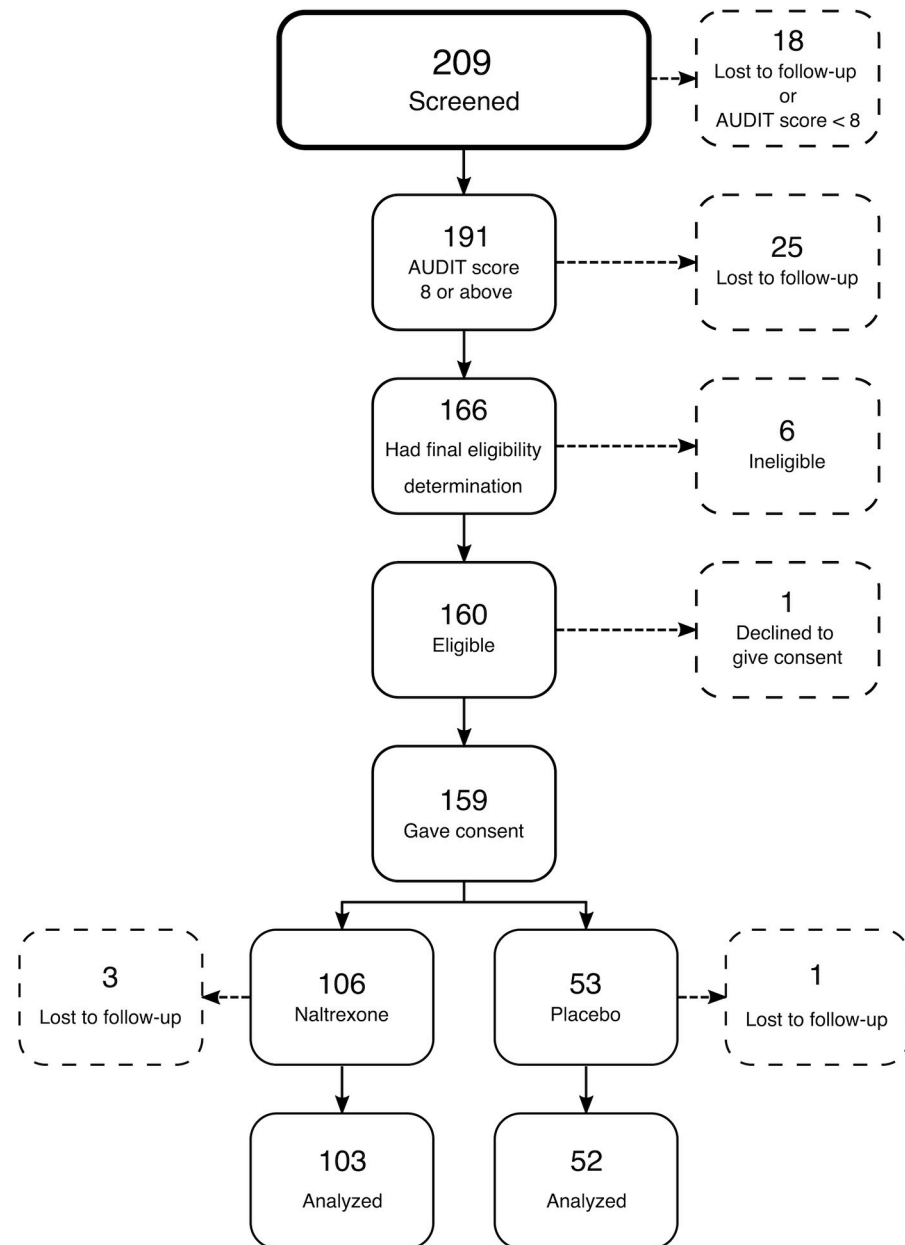 209
Screened
18
Lost to follow-up
or
AUDIT score < 8
191
AUDIT score
8 or above
25
Lost to follow-up
166
Had final eligibility
determination
6
Ineligible
160
Eligible
1
Declined to
give consent
159
Gave consent
3
Lost to follow-up
106
Naltrexone
53
Placebo
1
Lost to follow-up
103
Analyzed
52
Analyzed